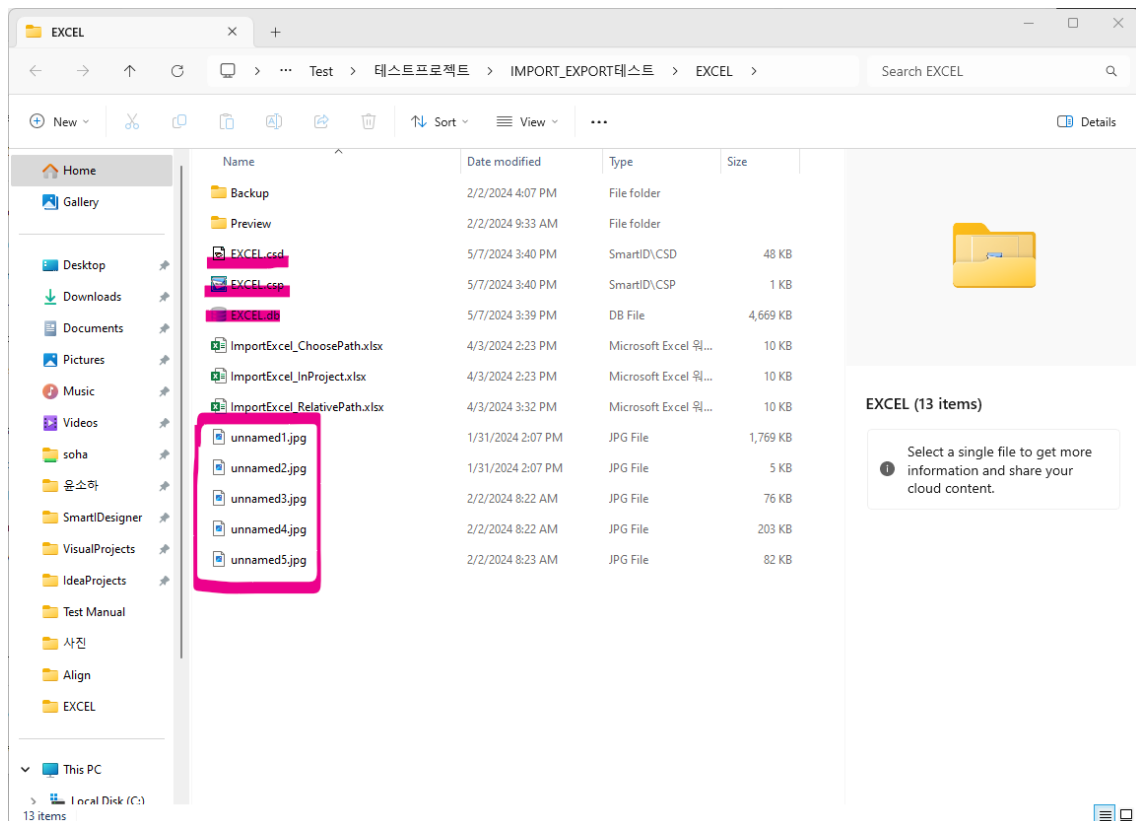 EXCEL
Test > 테스트프로젝트 > IMPORT_EXPORT테스트 > EXCEL >
Search EXCEL
New
Sort
View
Details
Home
Gallery
Desktop
Downloads
Documents
Pictures
Music
Videos
soha
윤소하
SmartIDesigner
VisualProjects
IdeaProjects
Test Manual
사진
Align
EXCEL
This PC
Local Disk (C:)
13 items
Name Date modified Type Size
Backup 2/2/2024 4:07 PM File folder
Preview 2/2/2024 9:33 AM File folder
EXCEL.csd 5/7/2024 3:40 PM SmartID\CSD 48 KB
EXCEL.csp 5/7/2024 3:40 PM SmartID\CSP 1 KB
EXCEL.db 5/7/2024 3:39 PM DB File 4,669 KB
ImportExcel_ChoosePath.xlsx 4/3/2024 2:23 PM Microsoft Excel 워... 10 KB
ImportExcel_InProject.xlsx 4/3/2024 2:23 PM Microsoft Excel 워... 10 KB
ImportExcel_RelativePath.xlsx 4/3/2024 3:32 PM Microsoft Excel 워... 10 KB
unnamed1.jpg 1/31/2024 2:07 PM JPG File 1,769 KB
unnamed2.jpg 1/31/2024 2:07 PM JPG File 5 KB
unnamed3.jpg 2/2/2024 8:22 AM JPG File 76 KB
unnamed4.jpg 2/2/2024 8:22 AM JPG File 203 KB
unnamed5.jpg 2/2/2024 8:23 AM JPG File 82 KB
EXCEL (13 items)
Select a single file to get more
information and share your
cloud content.